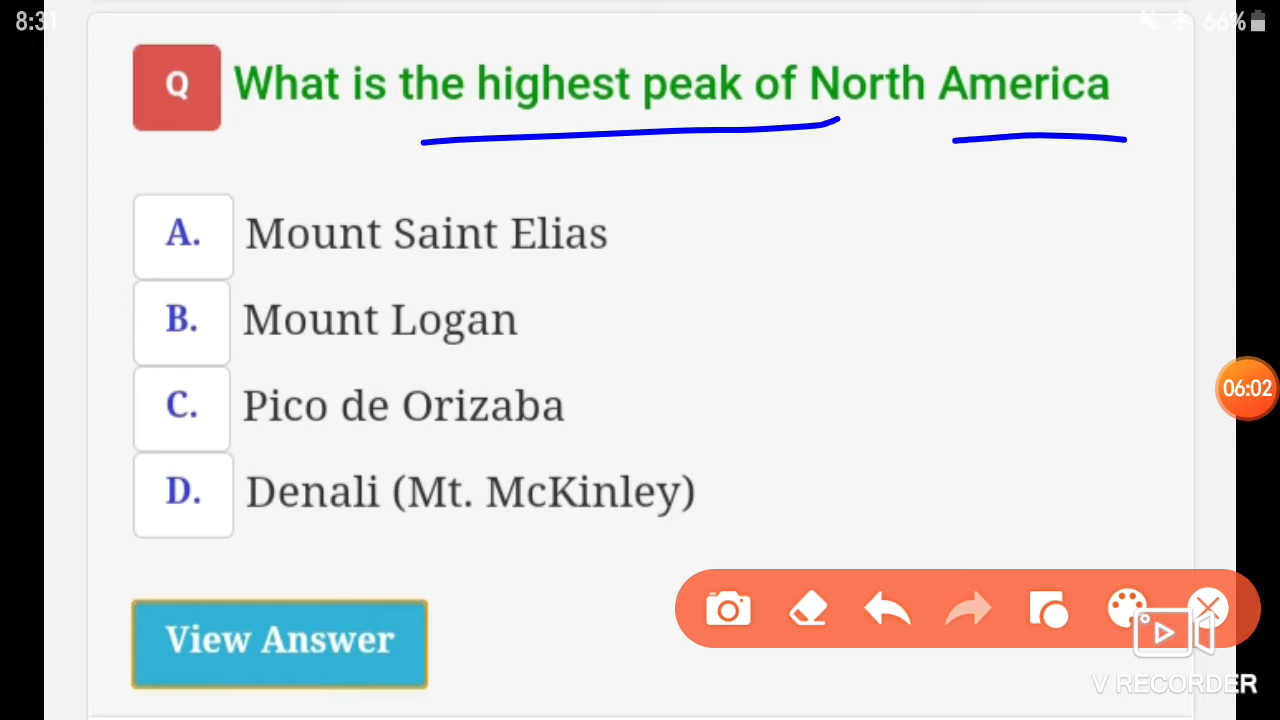 8:31
66%
Q What is the highest peak of North America
A. Mount Saint Elias
B. Mount Logan
C. Pico de Orizaba
D. Denali (Mt. McKinley)
06:02
View Answer
V RECORDER